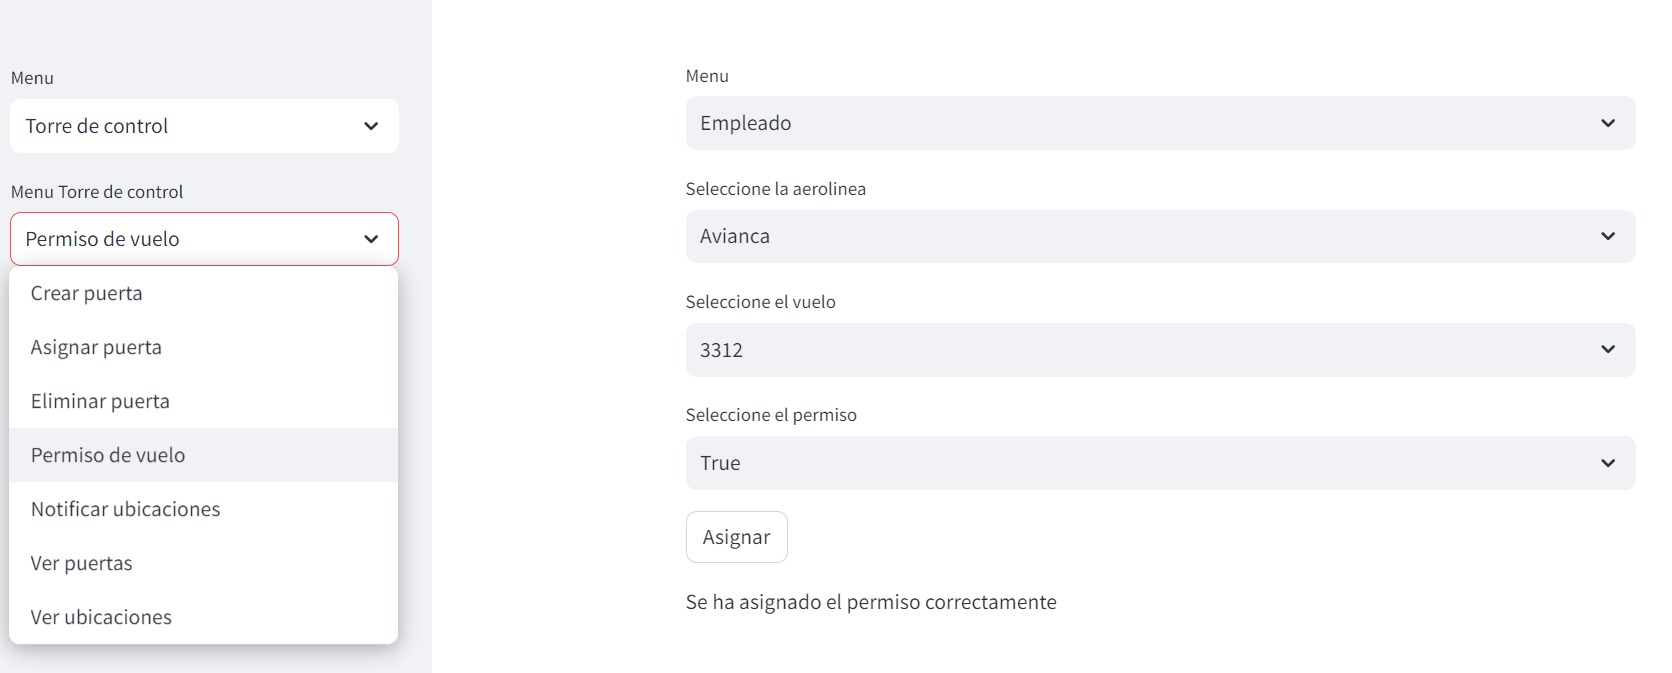 Menu
Torre de control
Menu Torre de control
Permiso de vuelo
Crear puerta
Asignar puerta
Eliminar puerta
Permiso de vuelo
Notificar ubicaciones
Ver puertas
Ver ubicaciones
Menu
Empleado
Seleccione la aerolinea
Avianca
Seleccione el vuelo
3312
Seleccione el permiso
True
Asignar
Se ha asignado el permiso correctamente